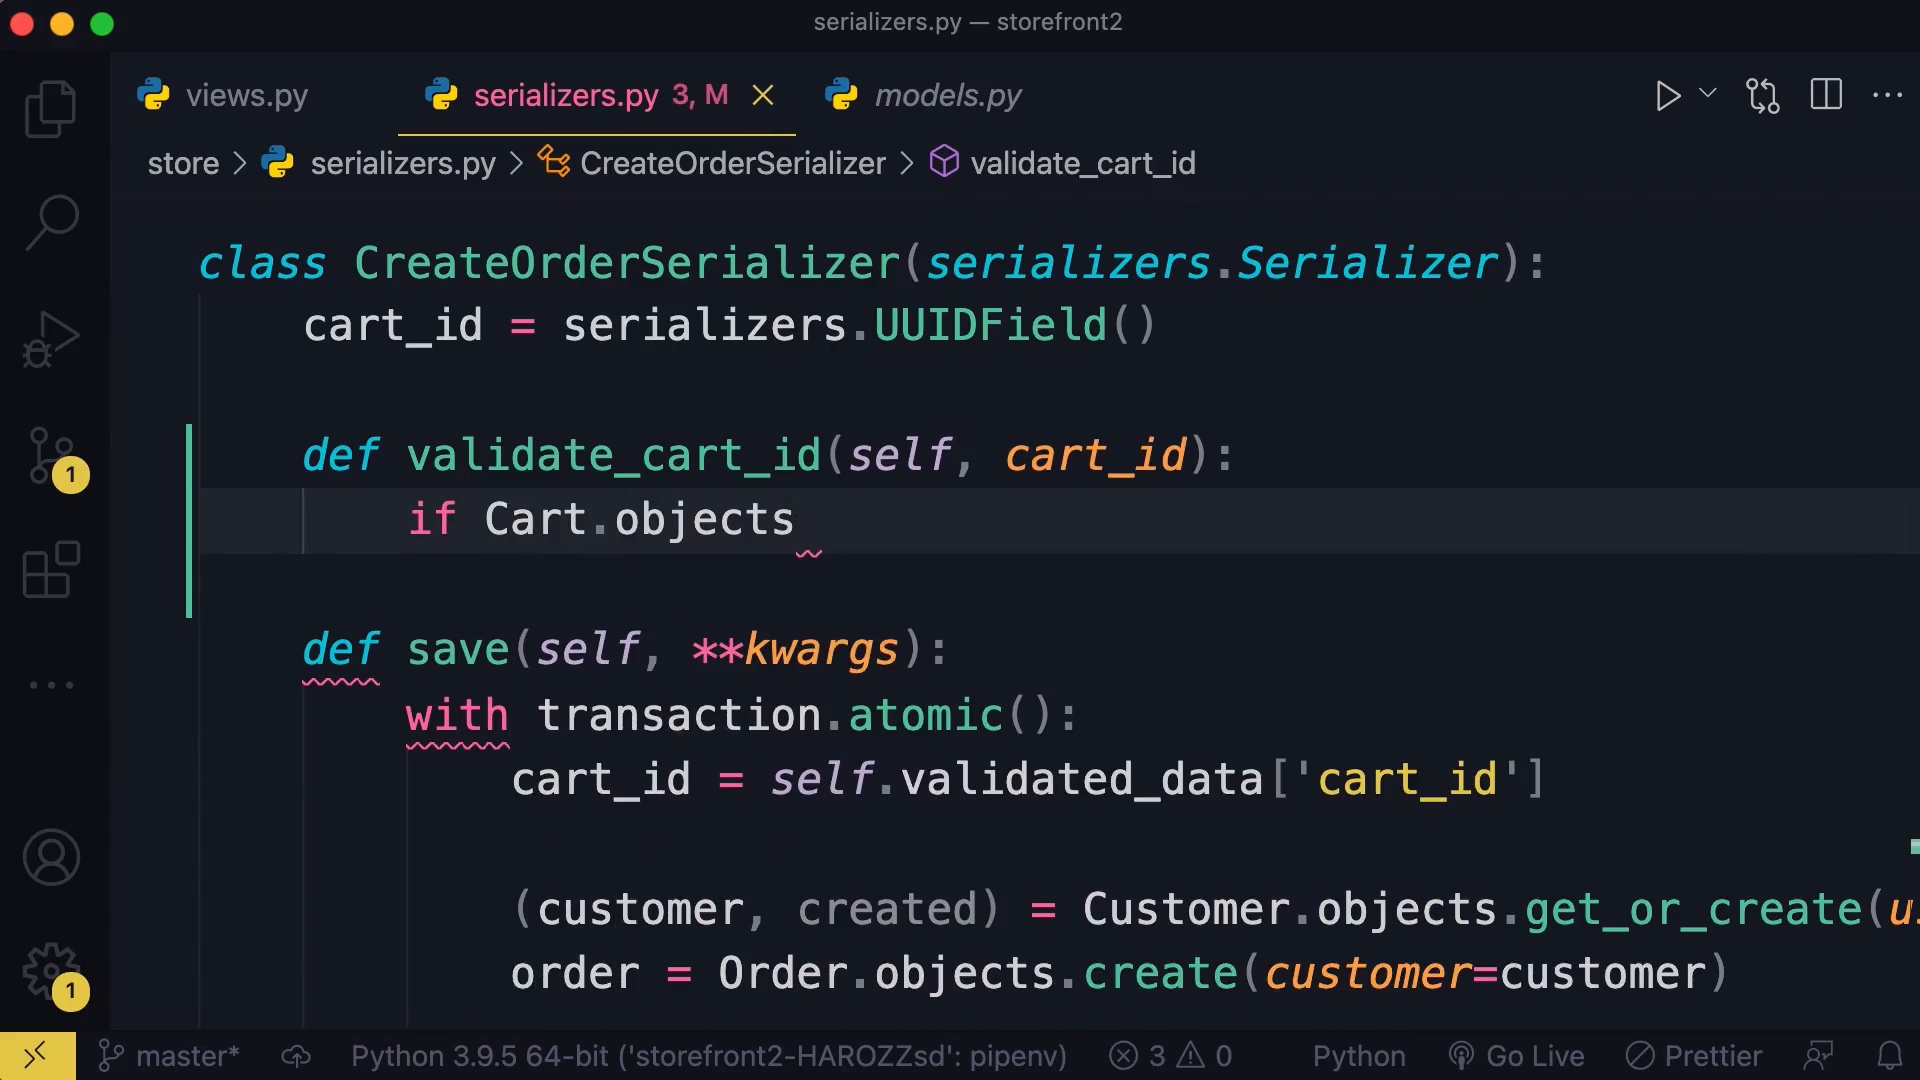 serializers.py — storefront2
views.py
serializers.py 3, M
models.py
store > serializers.py > CreateOrderSerializer > validate_cart_id
class CreateOrderSerializer(serializers.Serializer):
cart_id = serializers.UUIDField()
def validate_cart_id(self, cart_id):
if Cart.objects
def save(self, **kwargs):
with transaction.atomic():
cart_id = self.validated_data['cart_id']
(customer, created) = Customer.objects.get_or_create(u
order = Order.objects.create(customer=customer)
1
1
master* Python 3.9.5 64-bit ('storefront2-HAROZZsd': pipenv) 3 0 Python Go Live Prettier